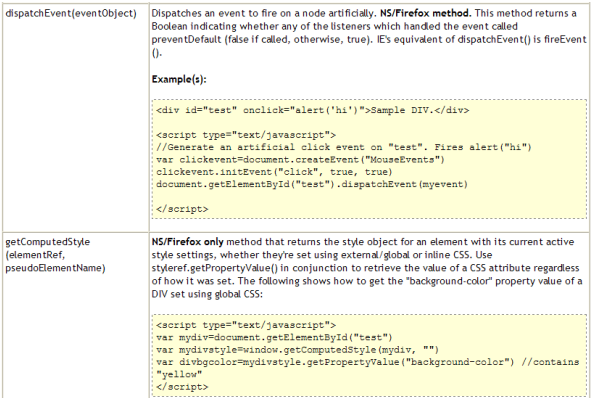 dispatchEvent(eventObject)
Dispatches an event to fire on a node artificially. NS/Firefox method. This method returns a
Boolean indicating whether any of the listeners which handled the event called
preventDefault (false if called, otherwise, true). IE's equivalent of dispatchEvent() is fireEvent
().
Example(s):
<div id="test" onclick="alert('hi')">Sample DIV.</div>
<script type="text/javascript">
//Generate an artificial click event on "test". Fires alert("hi")
var clickevent=document.createEvent("MouseEvents")
clickevent.initEvent("click", true, true)
document.getElementById("test").dispatchEvent(myevent)
</script>
getComputedStyle
(elementRef,
pseudoElementName)
NS/Firefox only method that returns the style object for an element with its current active
style settings, whether they're set using external/global or inline CSS. Use
styleref.getPropertyValue() in conjunction to retrieve the value of a CSS attribute regardless
of how it was set. The following shows how to get the "background-color" property value of a
DIV set using global CSS:
<script type="text/javascript">
var mydiv=document.getElementById("test")
var mydivstyle=window.getComputedStyle(mydiv, "")
var divbgcolor=mydivstyle.getPropertyValue("background-color") //contains
"yellow"
</script>